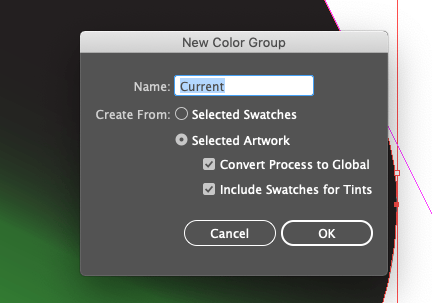 New Color Group
Name: Current
Create From: Selected Swatches
Selected Artwork
Convert Process to Global
Include Swatches for Tints
Cancel OK